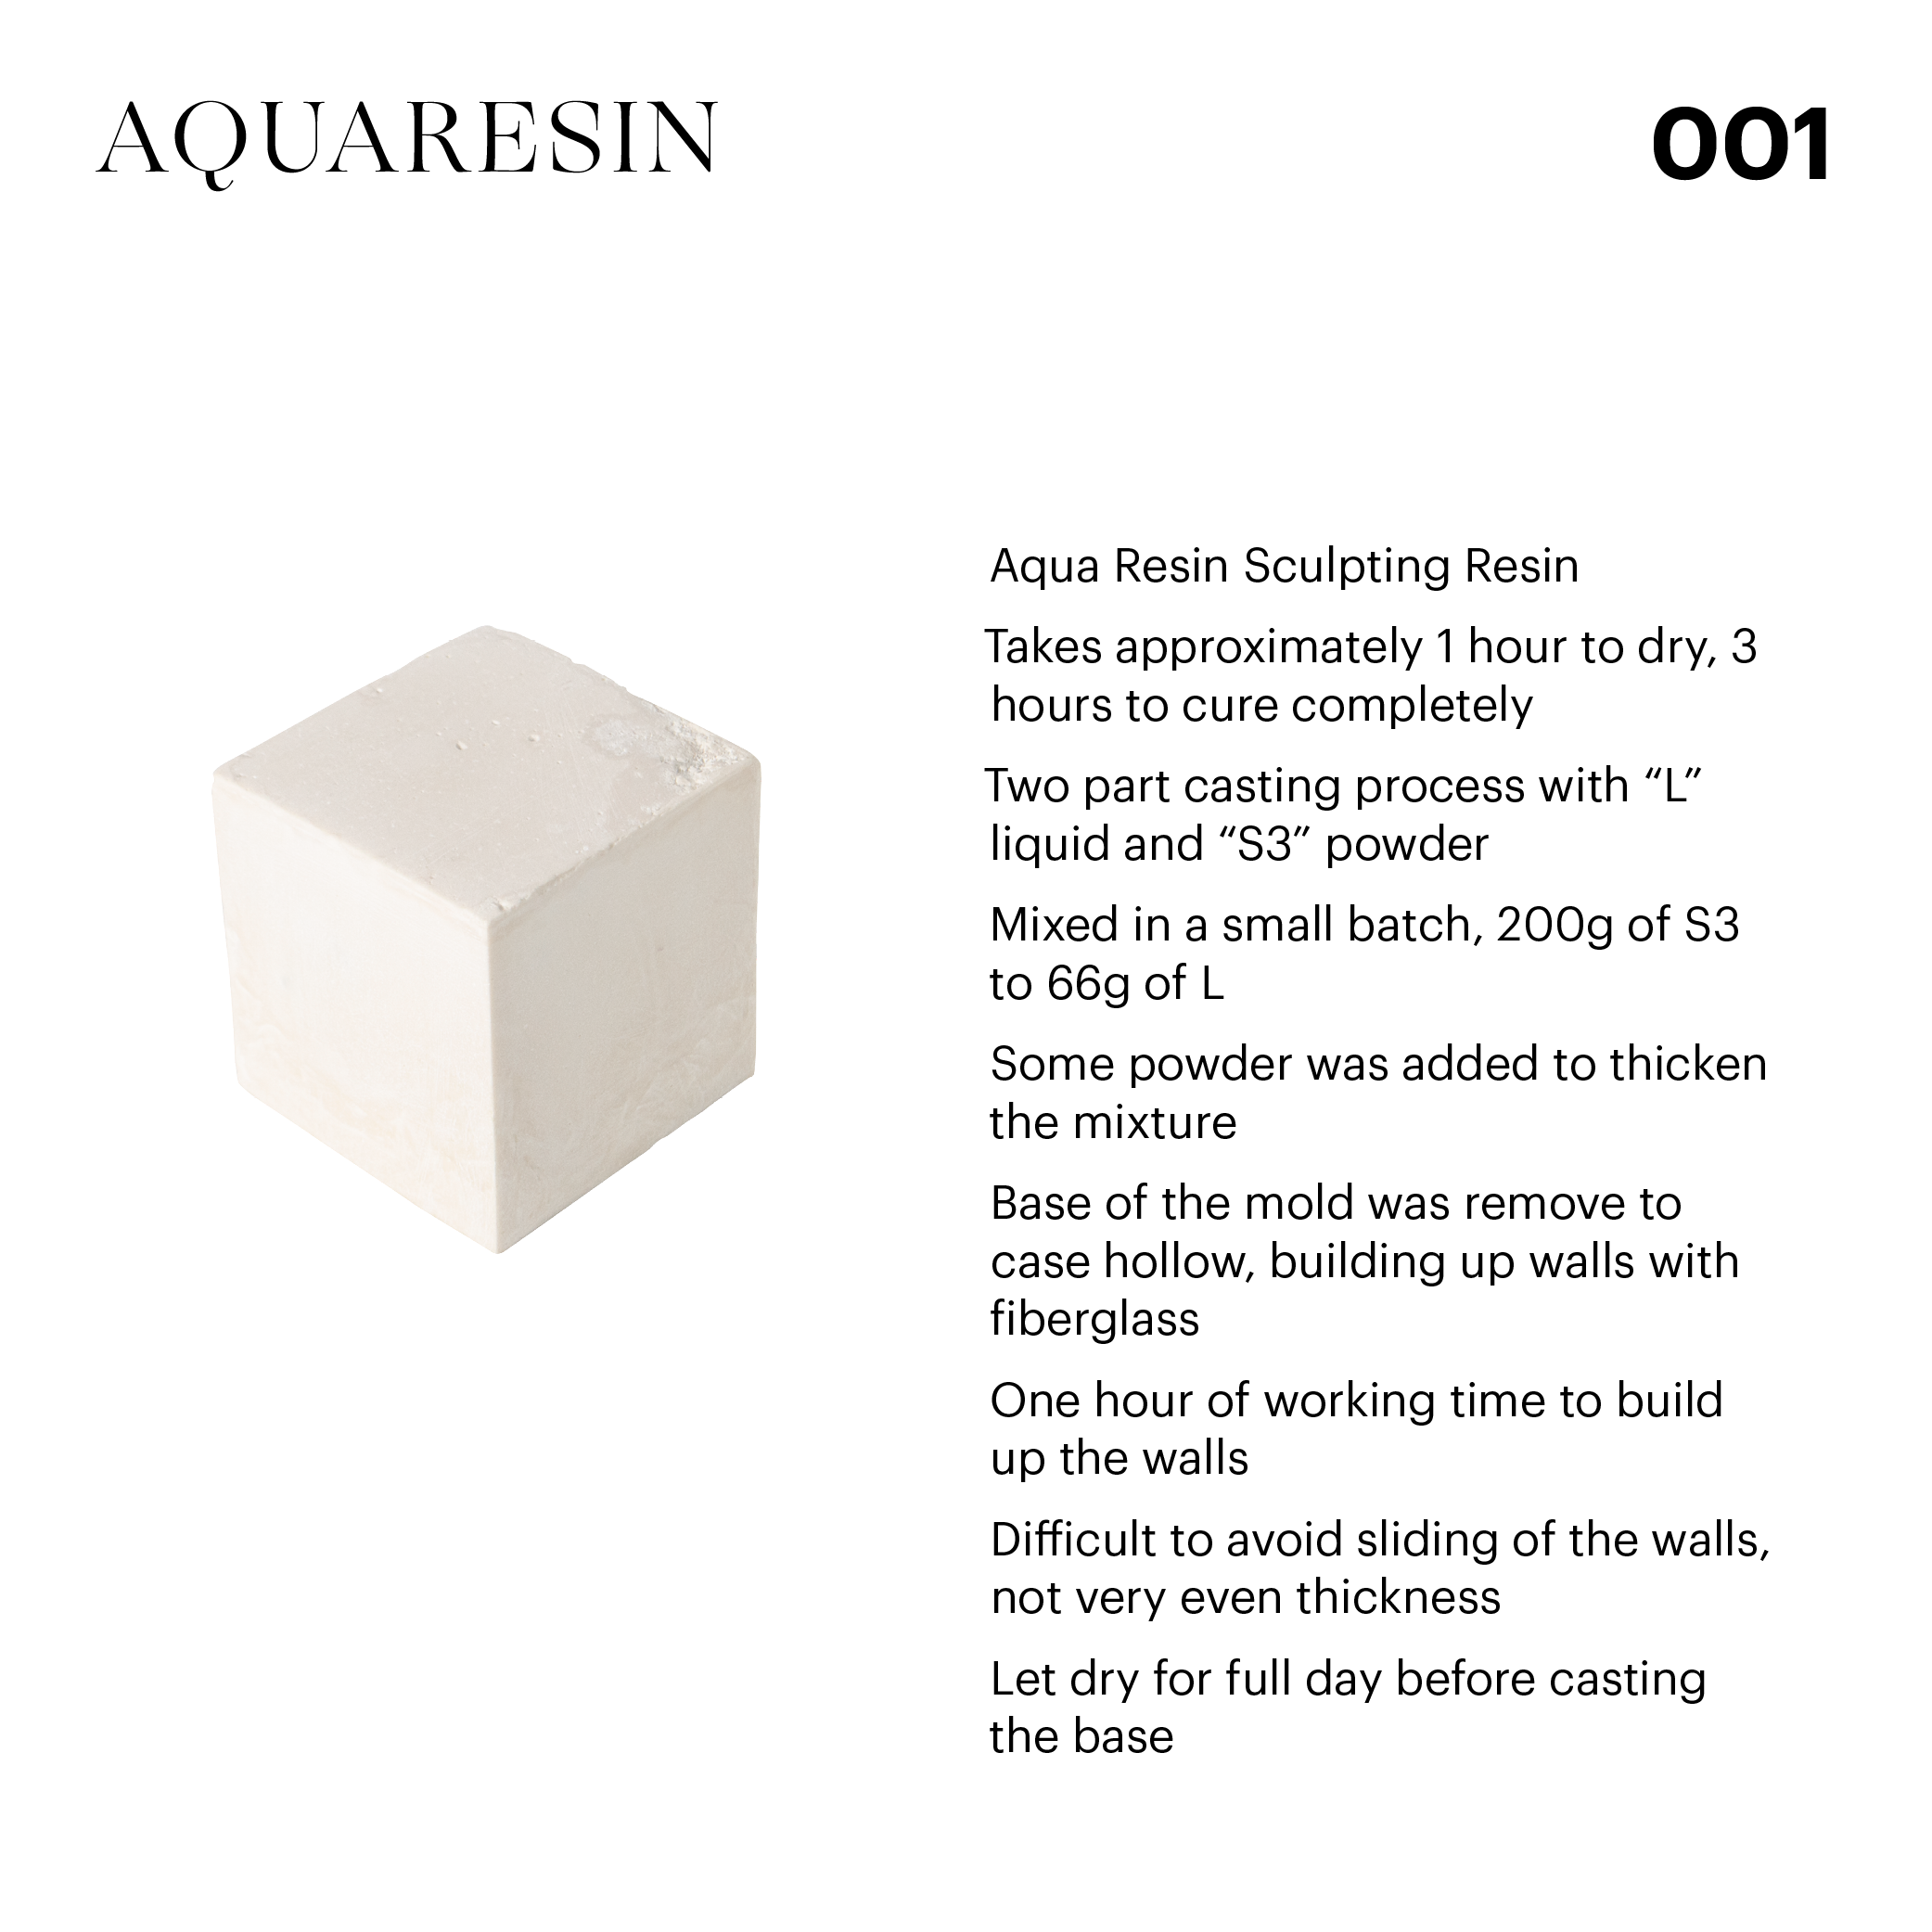 AQUARESIN
001
Aqua Resin Sculpting Resin
Takes approximately 1 hour to dry, 3
hours to cure completely
Two part casting process with “L”
liquid and “S3” powder
Mixed in a small batch, 200g of S3
to 66g of L
Some powder was added to thicken
the mixture
Base of the mold was remove to
case hollow, building up walls with
fiberglass
One hour of working time to build
up the walls
Difficult to avoid sliding of the walls,
not very even thickness
Let dry for full day before casting
the base